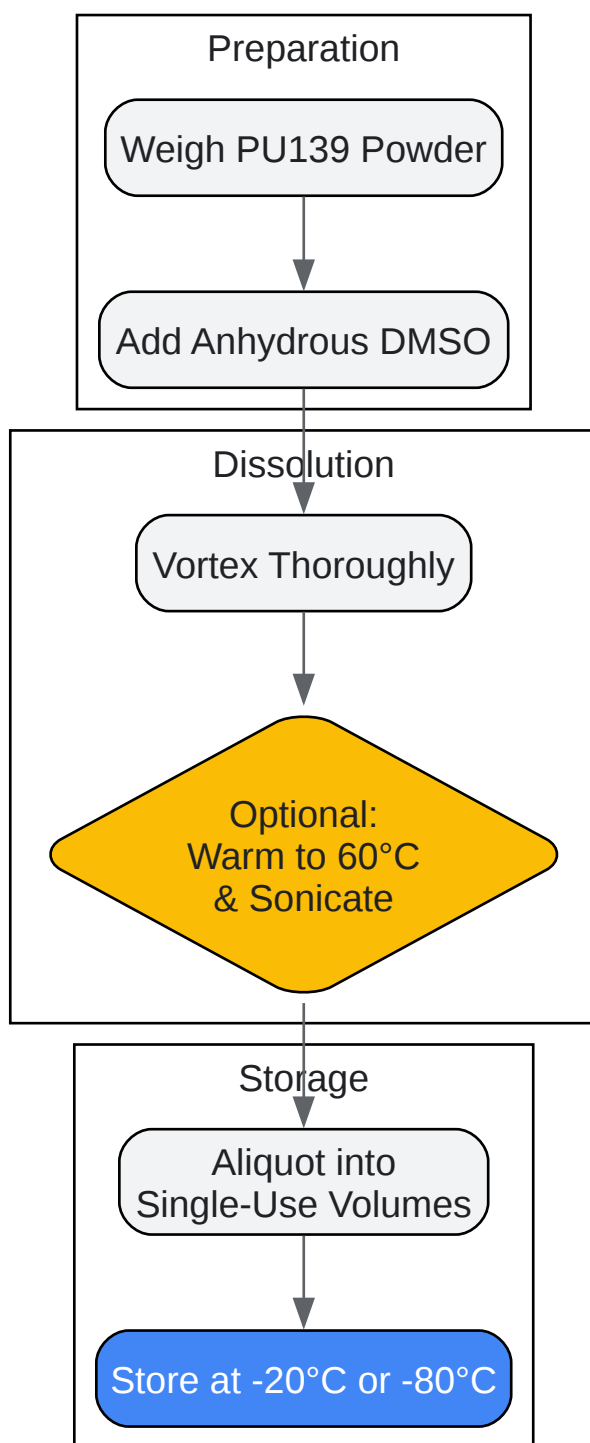 Preparation
Weigh PU139 Powder
Add Anhydrous DMSO
Dissolution
Vortex Thoroughly
Optional:
Warm to 60°C
& Sonicate
Storage
Aliquot into
Single-Use Volumes
Store at -20°C or -80°C